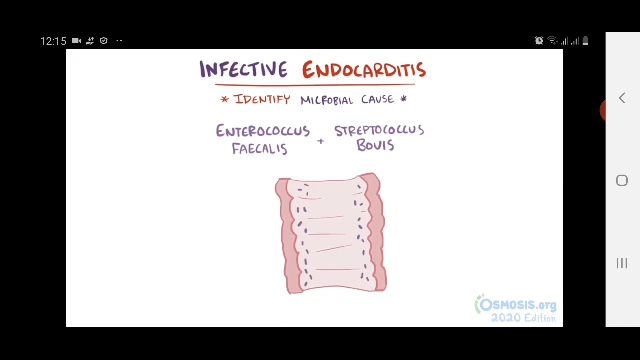 12:15
INFECTIVE ENDOCARDITIS
* IDENTIFY MICROBIAL CAUSE *
ENTEROCOCCUS FAECALIS + STREPTOCOCCUS BOVIS
OSMOSIS.org
2020 Edition